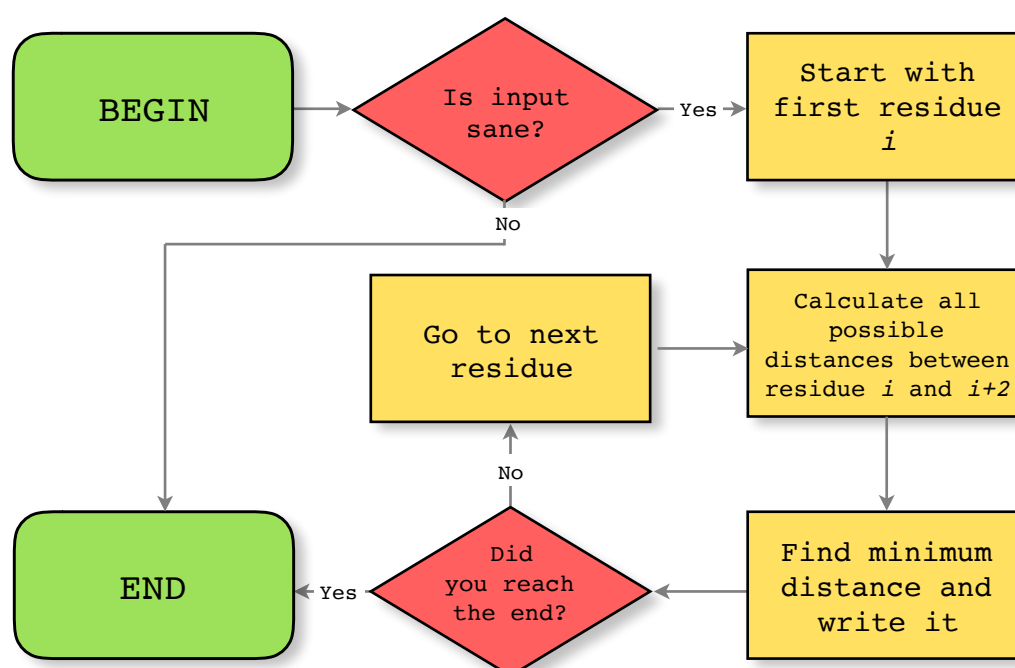 BEGIN
Is input
sane?
Yes
Start with
first residue
i
No
Calculate all
possible
distances between
residue i and i+2
Go to next
residue
No
Find minimum
distance and
write it
Did
you reach
the end?
Yes
END